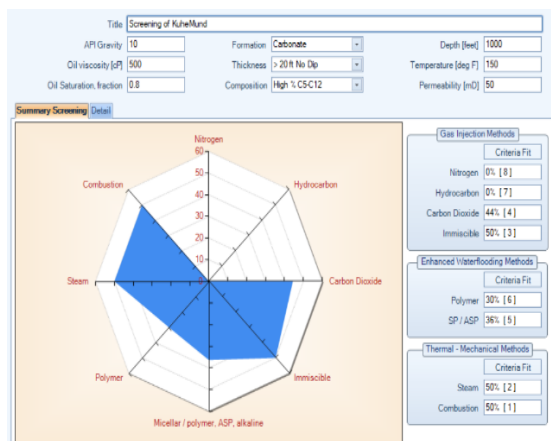 Title Screening of KuheMund
API Gravity 10 Formation Carbonate Depth [feet] 1000
Oil viscosity [cP] 500 Thickness > 20 ft No Dip Temperature [deg F] 150
Oil Saturation, fraction 0.8 Composition High % C5-C12 Permeability [mD] 50
Summary Screening Detail
Nitrogen
60
50
40
30
20
10
0
Combustion
Hydrocarbon
Steam
Carbon Dioxide
Polymer
Immiscible
Micellar / polymer, ASP, alkaline
Gas Injection Methods
Criteria Fit
Nitrogen 0% [ 8 ]
Hydrocarbon 0% [ 7 ]
Carbon Dioxide 44% [ 4 ]
Immiscible 50% [ 3 ]
Enhanced Waterflooding Methods
Criteria Fit
Polymer 30% [ 6 ]
SP / ASP 36% [ 5 ]
Thermal - Mechanical Methods
Criteria Fit
Steam 50% [ 2 ]
Combustion 50% [ 1 ]